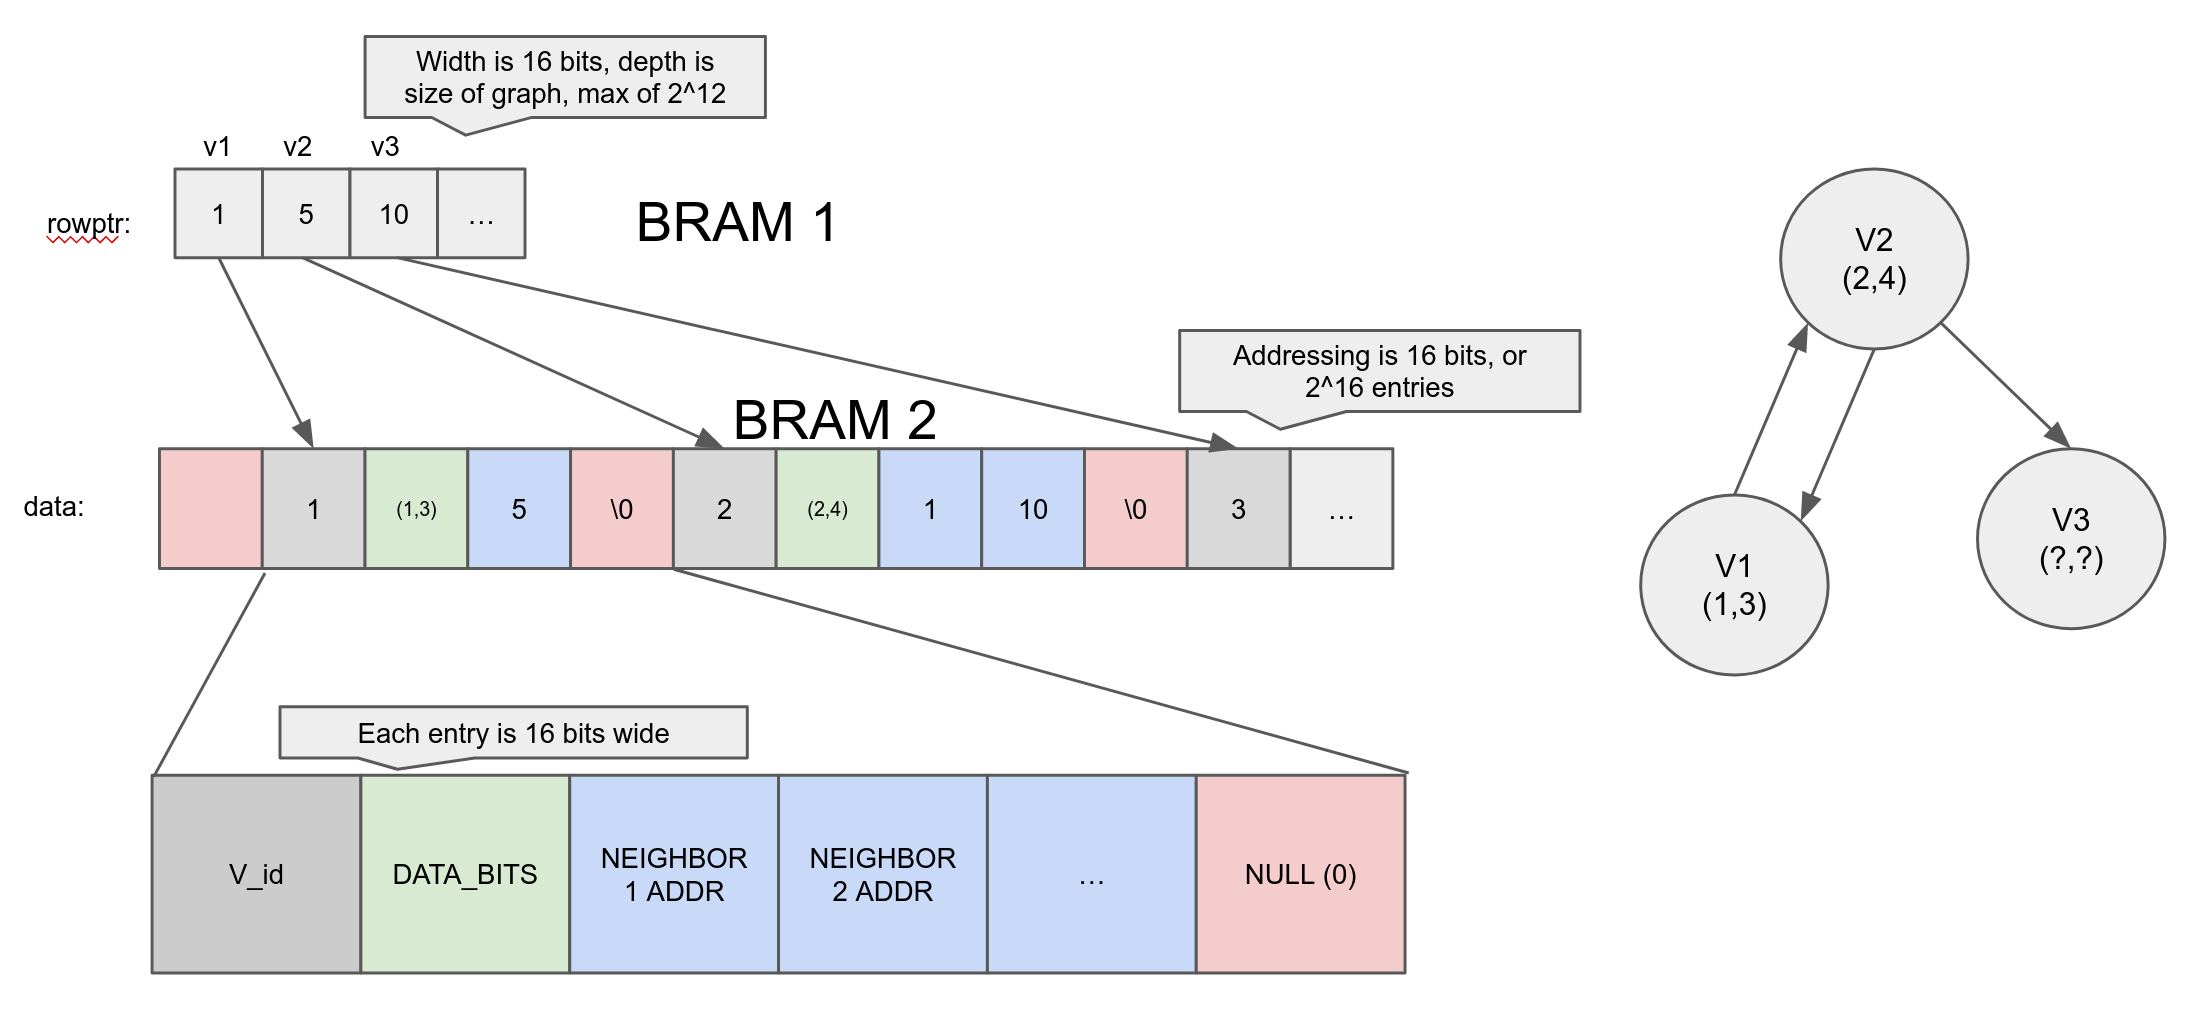 Width is 16 bits, depth is
size of graph, max of 2^12
v1 v2 v3
rowptr:
1 5 10 …
BRAM 1
V2
(2,4)
Addressing is 16 bits, or
2^16 entries
BRAM 2
data:
1 (1,3) 5 \0 2 (2,4) 1 10 \0 3 …
V3
(?,?)
V1
(1,3)
Each entry is 16 bits wide
V_id
DATA_BITS
NEIGHBOR
1 ADDR
NEIGHBOR
2 ADDR
…
NULL (0)